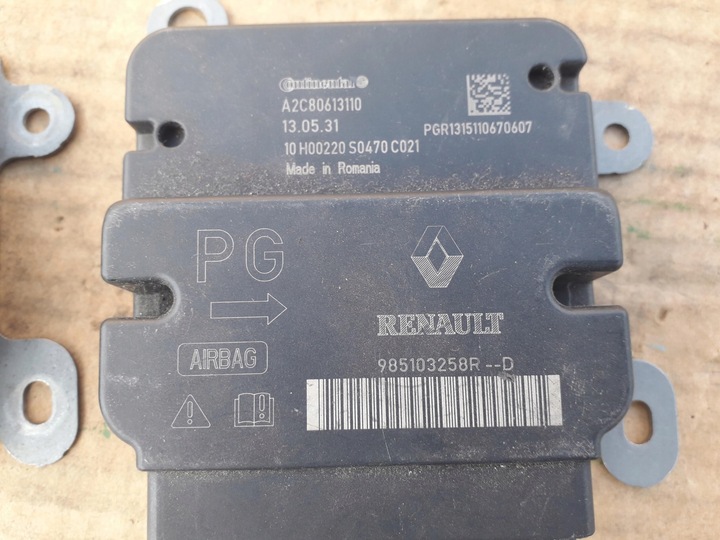 Continental
A2C80613110
13.05.31
10 H00220 S0470 C021
Made in Romania
PGR1315110670607
PG
RENAULT
AIRBAG
985103258R --D